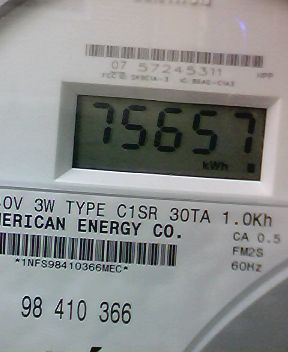 07 57245311
75657
kWh
0V 3W TYPE C1SR 30TA 1.0Kh
MERICAN ENERGY CO.
CA 0.5
FM2S
60Hz
*1NFS98410366MEC*
98 410 366